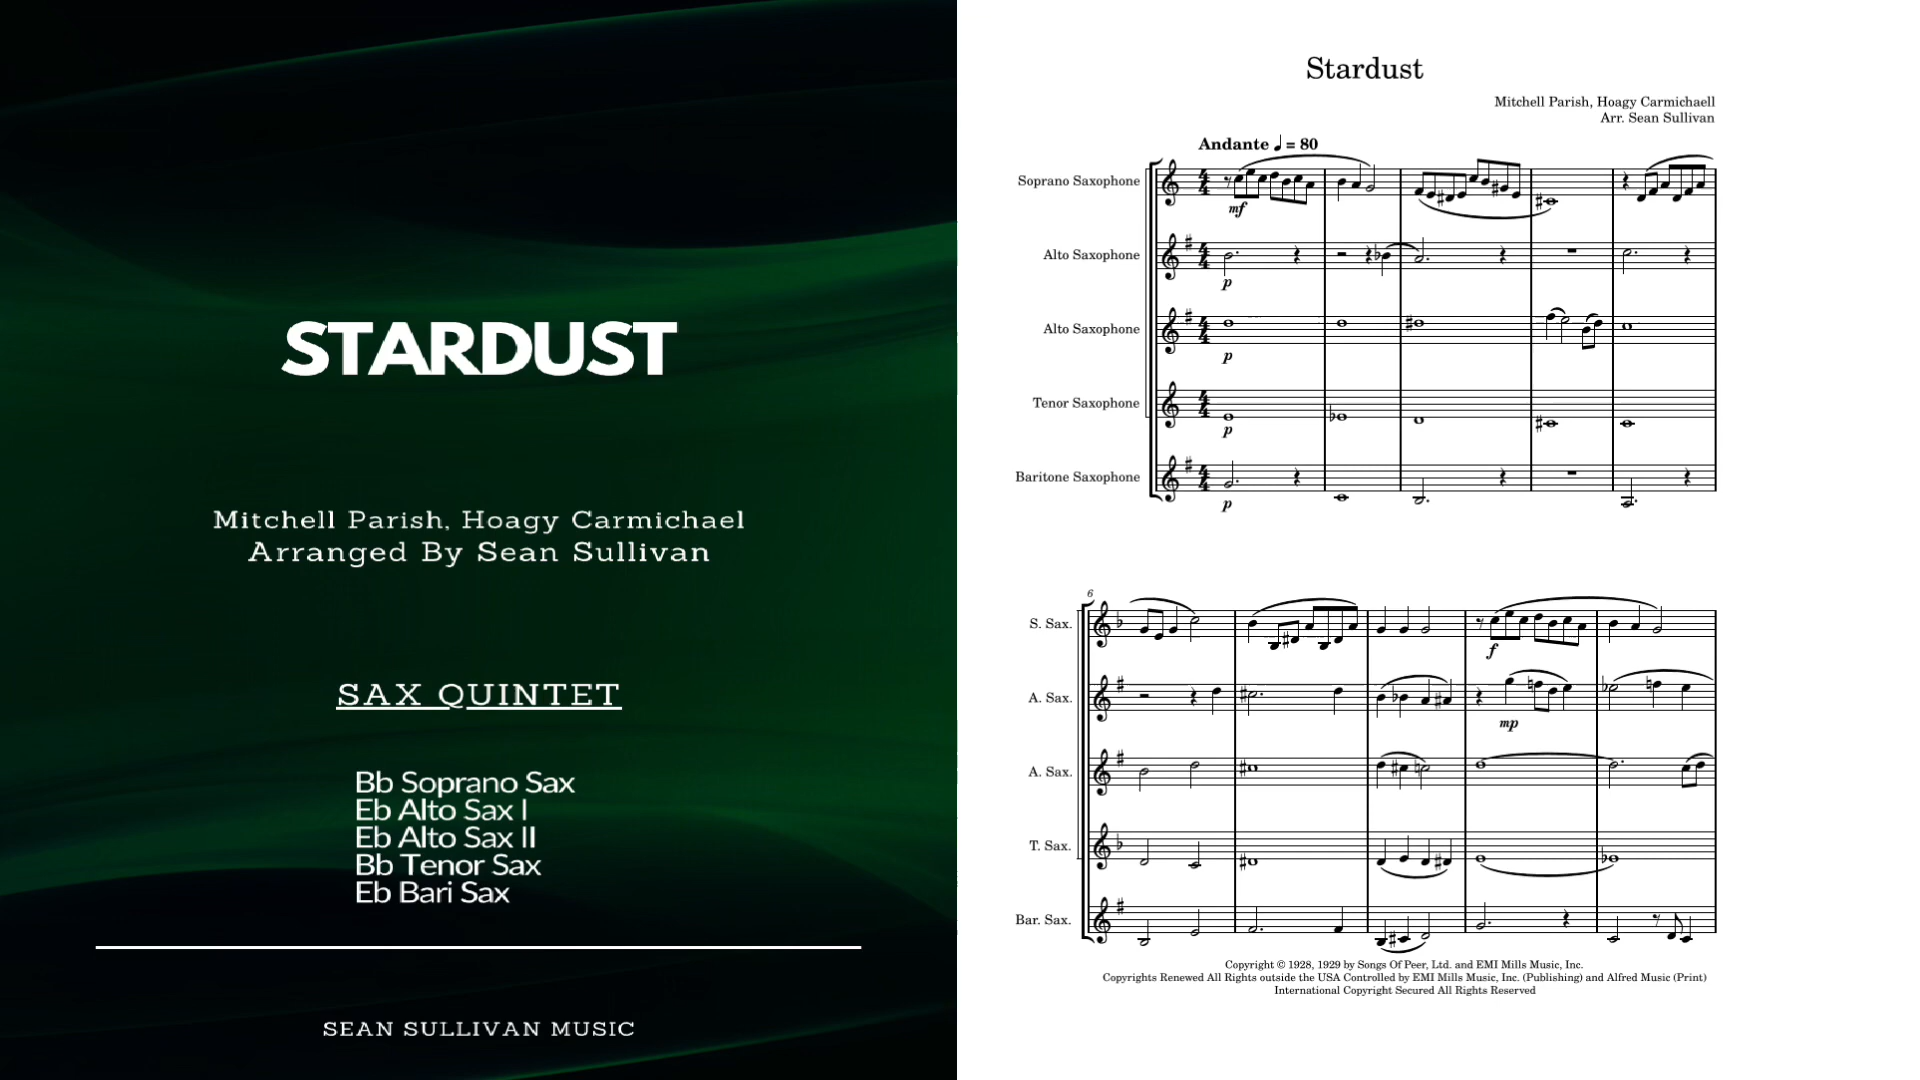 STARDUST
Mitchell Parish, Hoagy Carmichael
Arranged By Sean Sullivan
SAX QUINTET
Bb Soprano Sax
Eb Alto Sax I
Eb Alto Sax II
Bb Tenor Sax
Eb Bari Sax
SEAN SULLIVAN MUSIC
Stardust
Mitchell Parish, Hoagy Carmichaell
Arr. Sean Sullivan
Andante ♩ = 80
Soprano Saxophone
mf
Alto Saxophone
p
Alto Saxophone
p
Tenor Saxophone
p
Baritone Saxophone
p
6
S. Sax.
f
A. Sax.
mp
A. Sax.
T. Sax.
Bar. Sax.
Copyright © 1928, 1929 by Songs Of Peer, Ltd. and EMI Mills Music, Inc.
Copyrights Renewed All Rights outside the USA Controlled by EMI Mills Music, Inc. (Publishing) and Alfred Music (Print)
International Copyright Secured All Rights Reserved